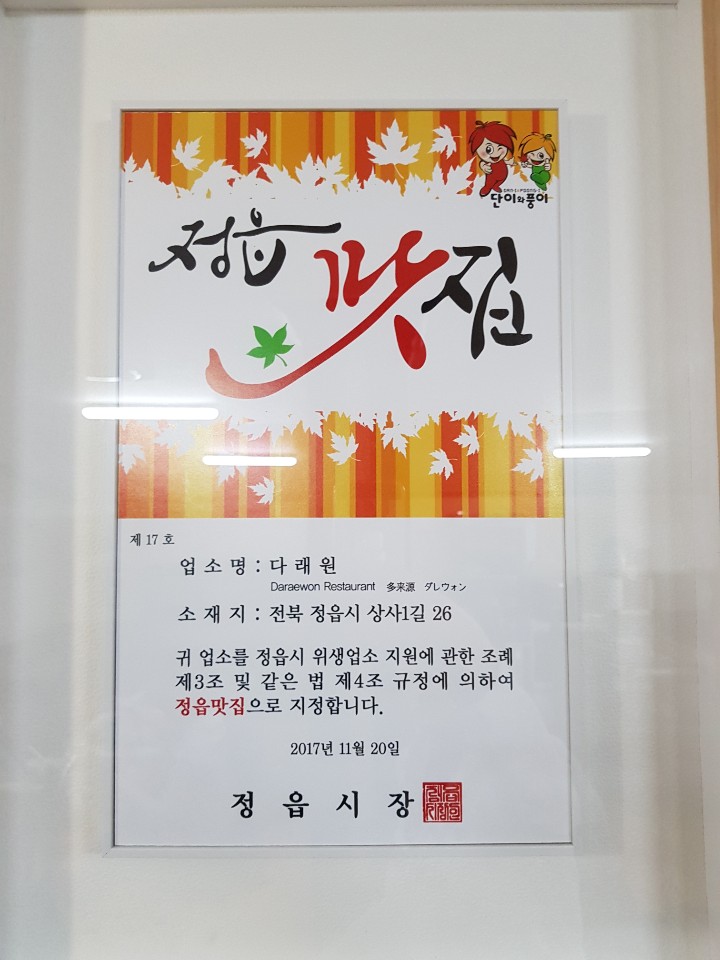 단이와풍이
정읍 맛집
제 17 호
업 소 명 : 다 래 원
Daraewon Restaurant 多来源 ダレウォン
소 재 지 : 전북 정읍시 상사1길 26
귀 업소를 정읍시 위생업소 지원에 관한 조례
제3조 및 같은 법 제4조 규정에 의하여
정읍맛집으로 지정합니다.
2017년 11월 20일
정 읍 시 장